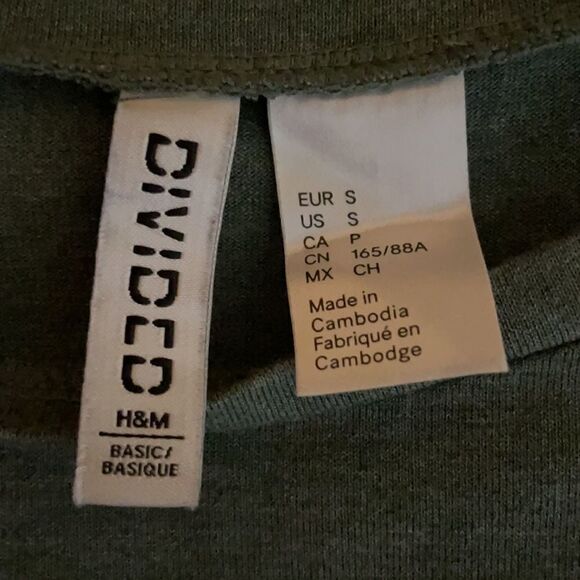 DIVIDED
H&M
BASIC/
BASIQUE
EUR S
US S
CA P
CN 165/88A
MX CH
Made in
Cambodia
Fabriqué en
Cambodge